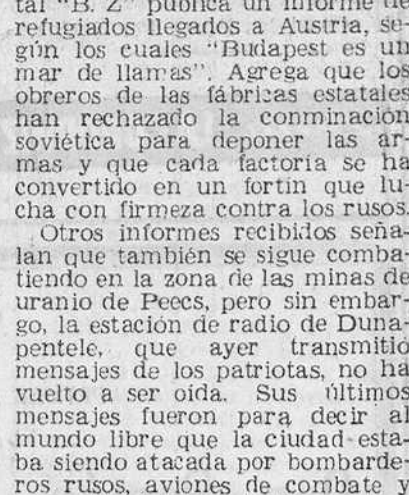 tal "B. Z" publica un informe de
refugiados llegados a Austria, se-
gún los cuales "Budapest es un
mar de llamas". Agrega que los
obreros de las fábricas estatales
han rechazado la conminación
soviética para deponer las ar-
mas y que cada factoría se ha
convertido en un fortín que lu-
cha con firmeza contra los rusos.
Otros informes recibidos seña-
lan que también se sigue comba-
tiendo en la zona de las minas de
uranio de Peecs, pero sin embar-
go, la estación de radio de Duna-
pentele, que ayer transmitió
mensajes de los patriotas, no ha
vuelto a ser oída. Sus últimos
mensajes fueron para decir al
mundo libre que la ciudad esta-
ba siendo atacada por bombarde-
ros rusos, aviones de combate y